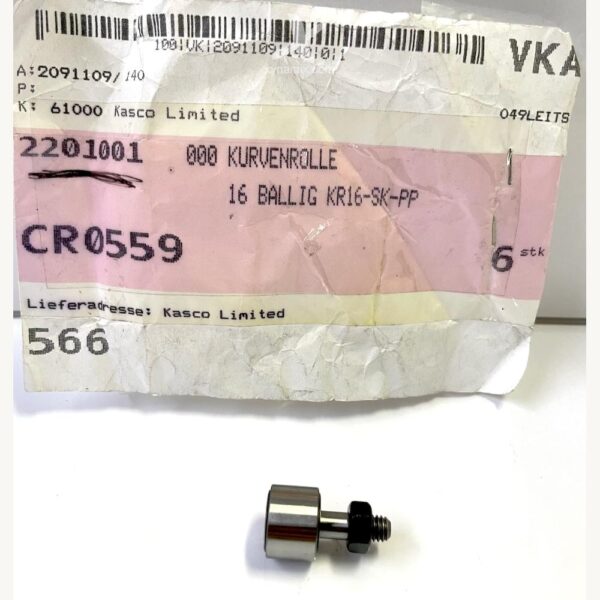 100|VK|2091109|140|0|1
VKA
A:2091109/140
P:
K: 61000 Kasco Limited
049LEITS
2201001 000 KURVENROLLE
16 BALLIG KR16-SK-PP
CR0559
6 stk
Lieferadresse: Kasco Limited
566